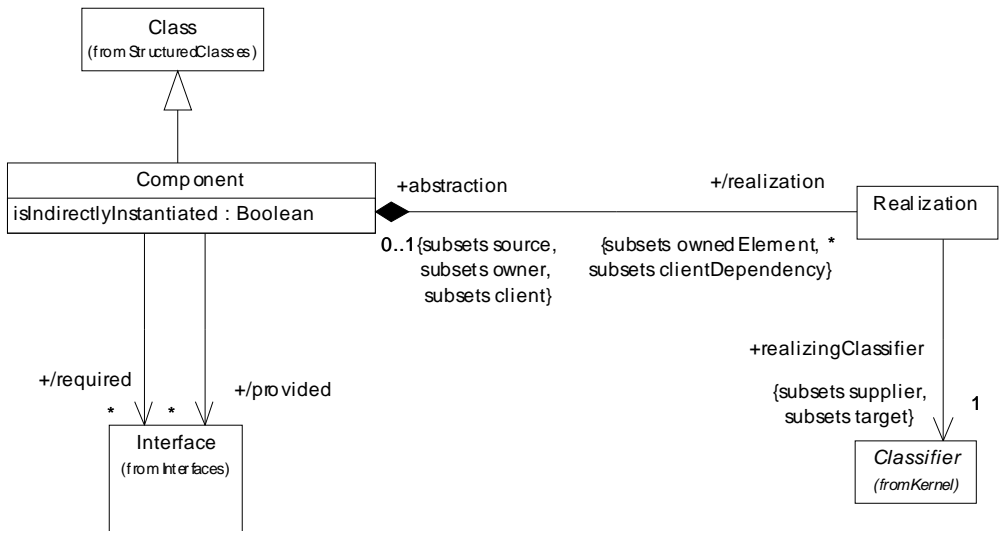 Class
(from StructuredClasses)
Component
isIndirectlyInstantiated : Boolean
+abstraction
+/realization
Realization
0..1
{subsets source,
subsets owner,
subsets client}
{subsets ownedElement,
subsets clientDependency}
*
+realizingClassifier
{subsets supplier,
subsets target}
1
+/required
*
+/provided
*
Interface
(from Interfaces)
Classifier
(from Kernel)